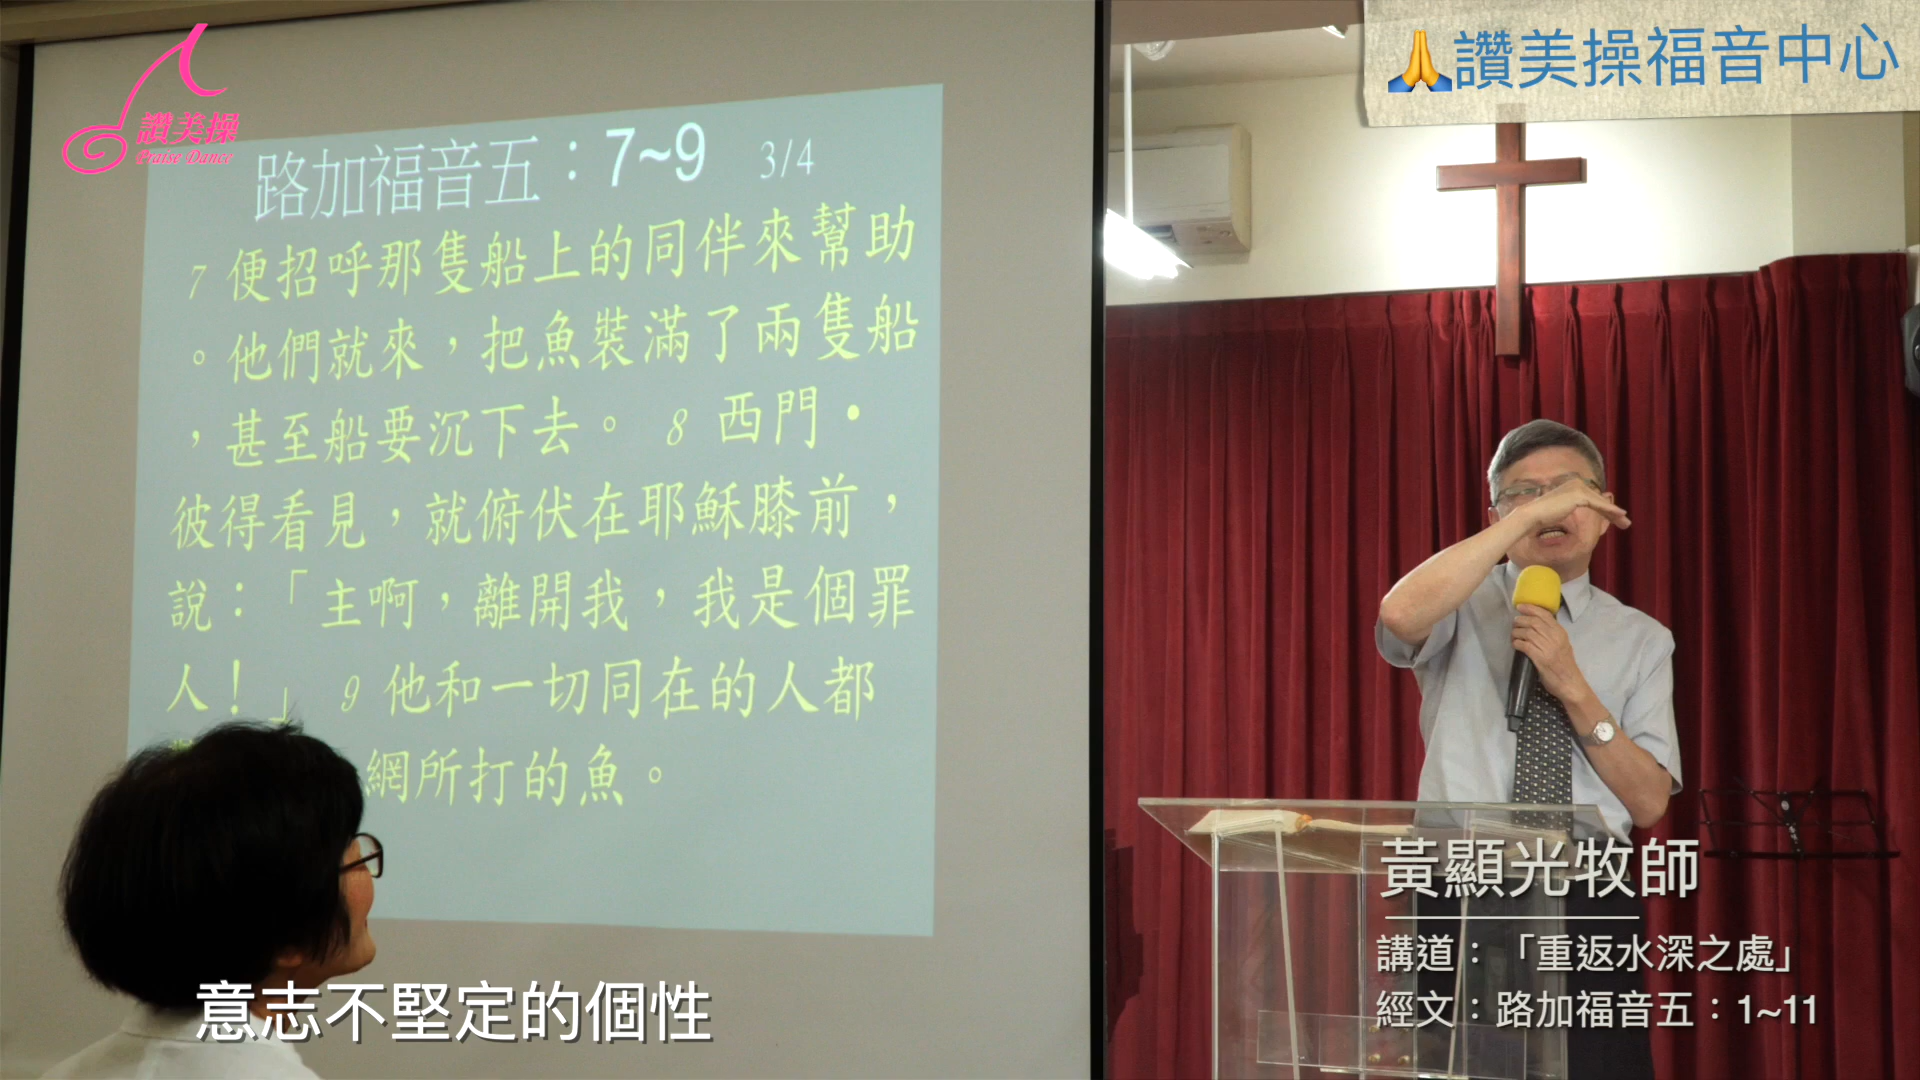 讚美操
Praise Dance
🙏讚美操福音中心
路加福音五：7~9 3/4
7 便招呼那隻船上的同伴來幫助
。他們就來，把魚裝滿了兩隻船
，甚至船要沉下去。 8 西門•
彼得看見，就俯伏在耶穌膝前，
說：「主啊，離開我，我是個罪
人！」 9 他和一切同在的人都
網所打的魚。
黃顯光牧師
講道：「重返水深之處」
經文：路加福音五：1~11
意志不堅定的個性